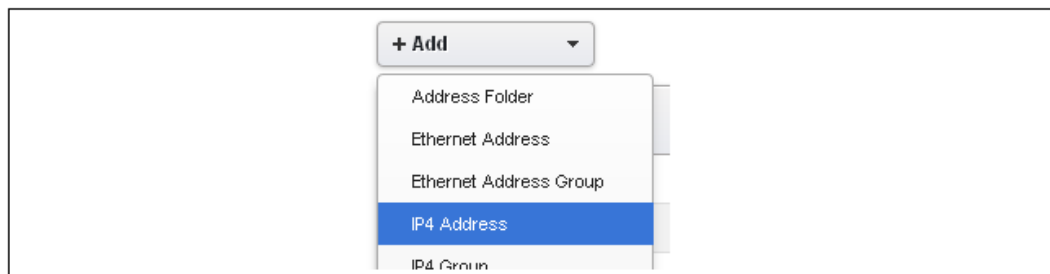 + Add
Address Folder
Ethernet Address
Ethernet Address Group
IP4 Address
IP4 Group